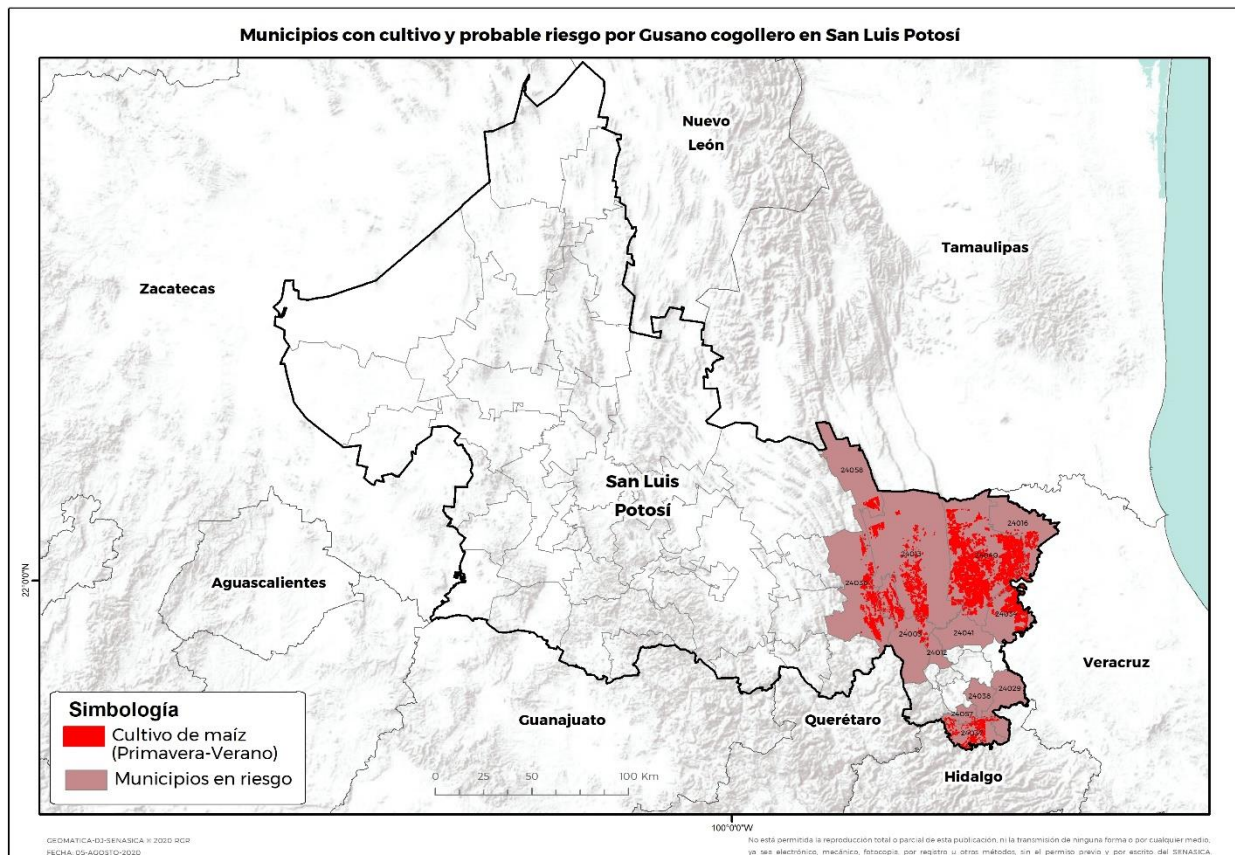 Municipios con cultivo y probable riesgo por Gusano cogollero en San Luis Potosí
Nuevo
León
Tamaulipas
Zacatecas
24058
San Luis
Potosí
24016
24013
24040
22°0'N
Aguascalientes
24003
24041
24012
Veracruz
24029
24038
Guanajuato
Querétaro
24057
Hidalgo
Simbología
Cultivo de maíz
(Primavera-Verano)
Municipios en riesgo
0 25 50 100 Km
100°0'0"W
GEOMATICA-DJ-SENASICA © 2020 RGR
FECHA: 05-AGOSTO-2020
No está permitida la reproducción total o parcial de esta publicación, ni la transmisión de ninguna forma o por cualquier medio,
ya sea electrónico, mecánico, fotocopia, por registro u otros métodos, sin el permiso previo y por escrito del SENASICA.